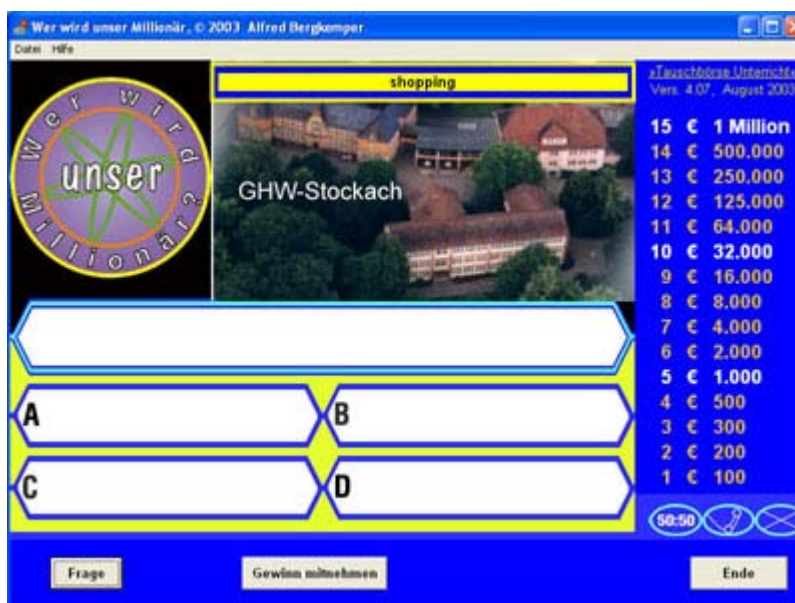 Wer wird unser Millionär, © 2003 Alfred Bergkemper
Datei Hilfe
Wer wird
unser
Millionär?
shopping
GHW-Stockach
»Tauschbörse Unterricht«
Vers. 4.07, August 2003
15 € 1 Million
14 € 500.000
13 € 250.000
12 € 125.000
11 € 64.000
10 € 32.000
9 € 16.000
8 € 8.000
7 € 4.000
6 € 2.000
5 € 1.000
4 € 500
3 € 300
2 € 200
1 € 100
A
B
C
D
50:50
Frage
Gewinn mitnehmen
Ende